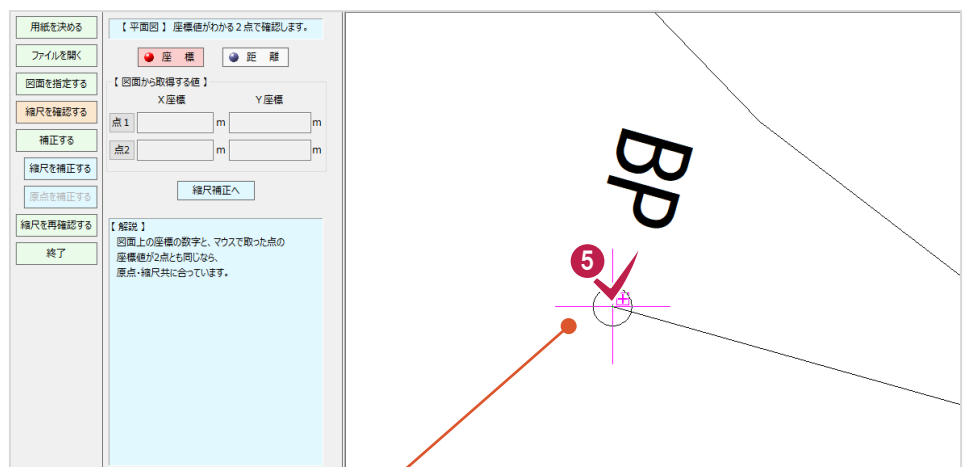 用紙を決める
ファイルを開く
図面を指定する
縮尺を確認する
補正する
縮尺を補正する
原点を補正する
縮尺を再確認する
終了
【 平面図 】 座標値がわかる２点で確認します。
座 標
距 離
【 図面から取得する値 】
X座標 Y座標
点１ m m
点2 m m
縮尺補正へ
【 解説 】
図面上の座標の数字と、マウスで取った点の
座標値が2点とも同じなら、
原点・縮尺共に合っています。
BP
5